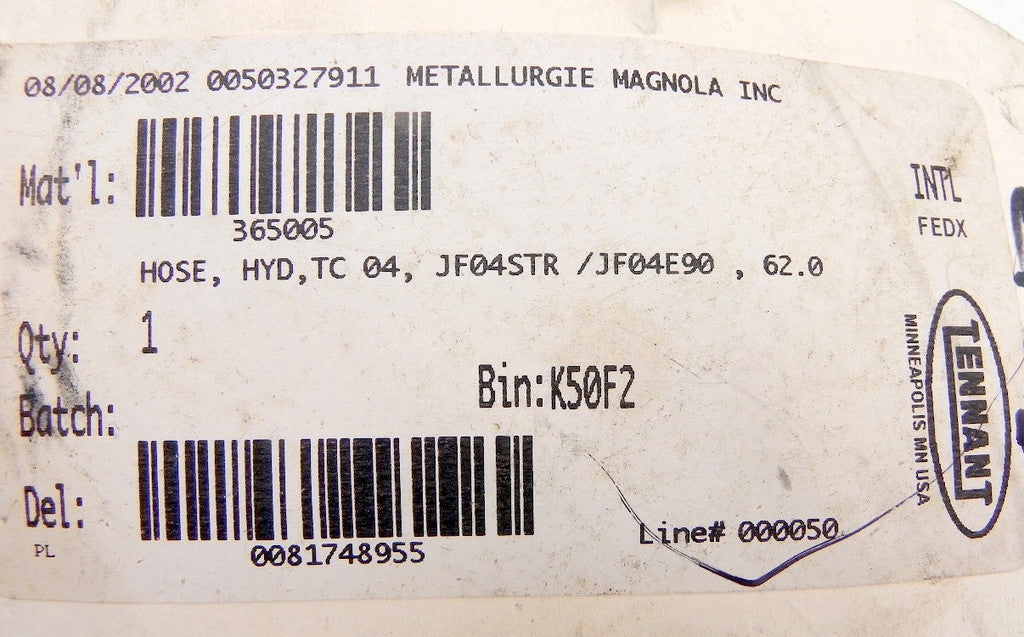 08/08/2002 0050327911 METALLURGIE MAGNOLA INC
Mat'l:
365005
INTL
FEDX
HOSE, HYD,TC 04, JF04STR /JF04E90 , 62.0
Qty: 1
Bin:K50F2
Batch:
Del:
PL
0081748955
Line# 000050
TENNANT
MINNEAPOLIS MN USA